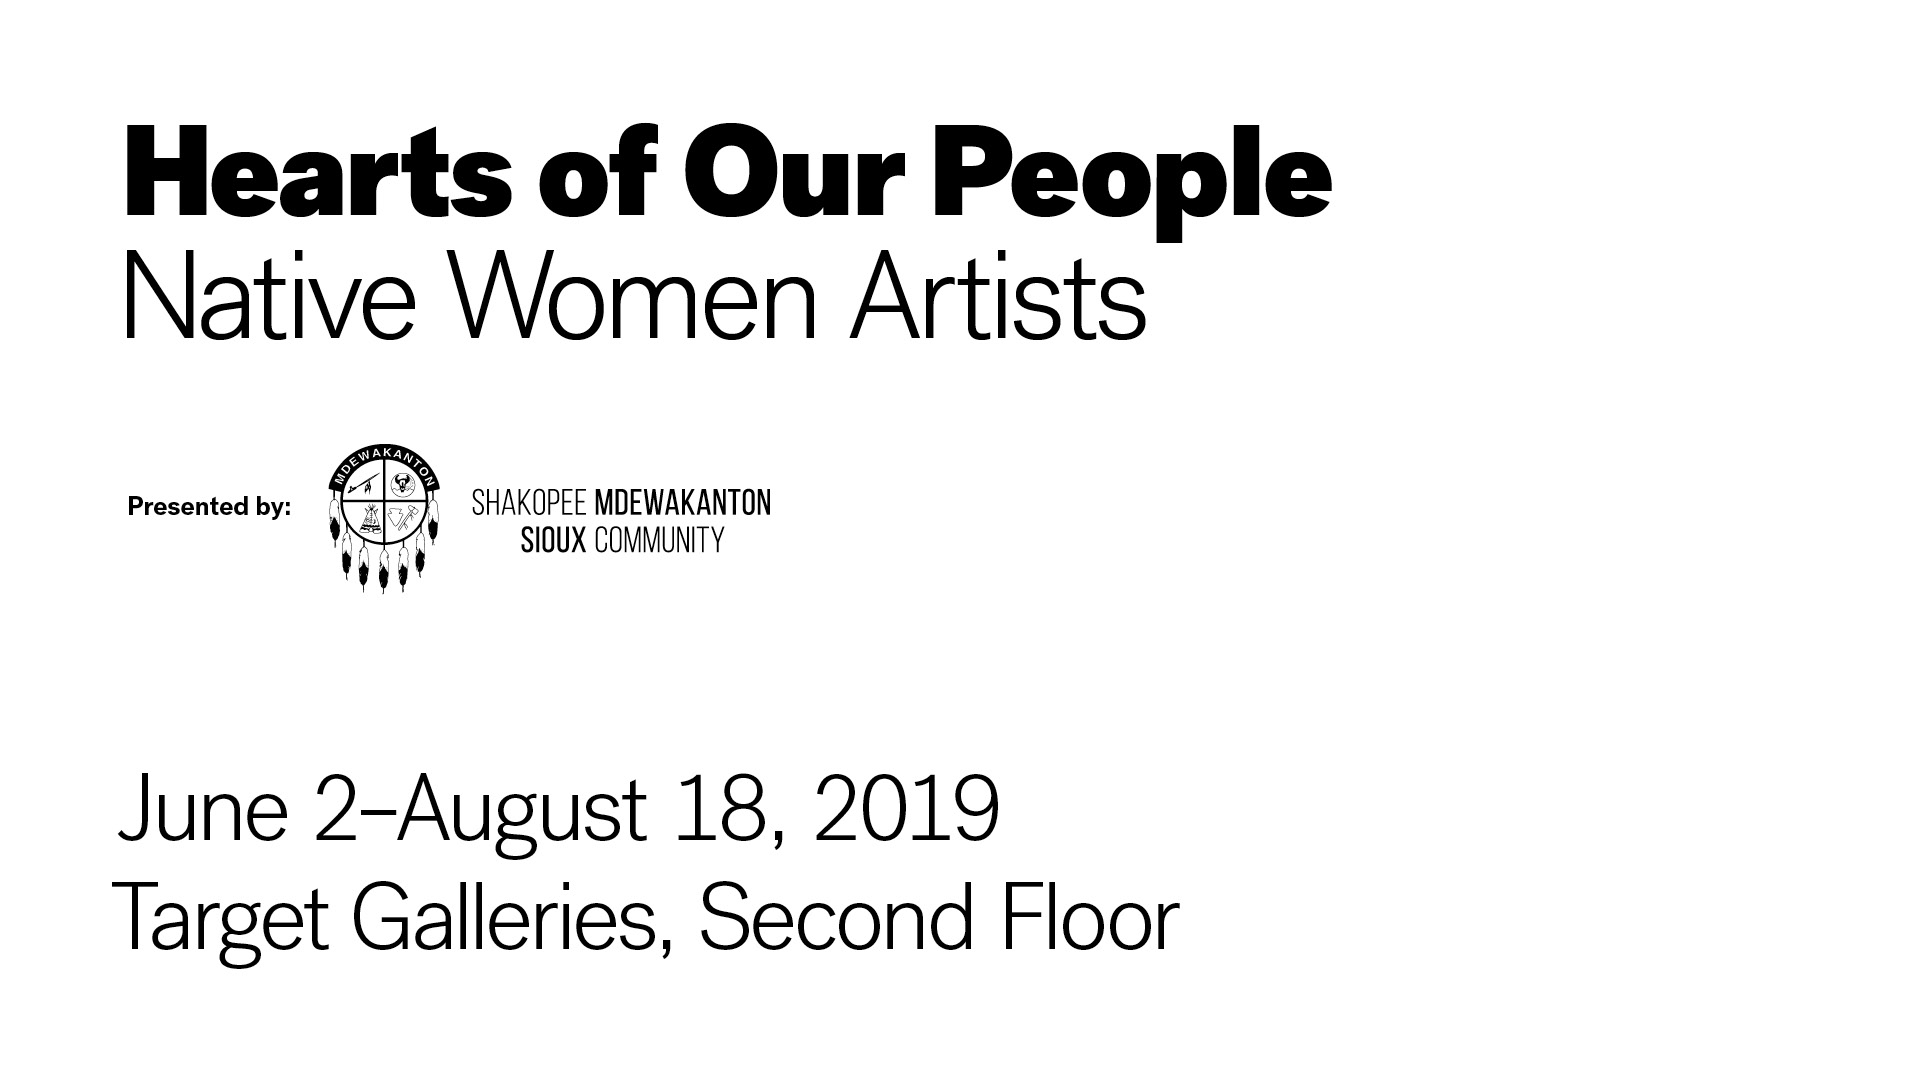 Hearts of Our People
Native Women Artists
Presented by:
MDEWAKANTON
SHAKOPEE MDEWAKANTON
SIOUX COMMUNITY
June 2–August 18, 2019
Target Galleries, Second Floor